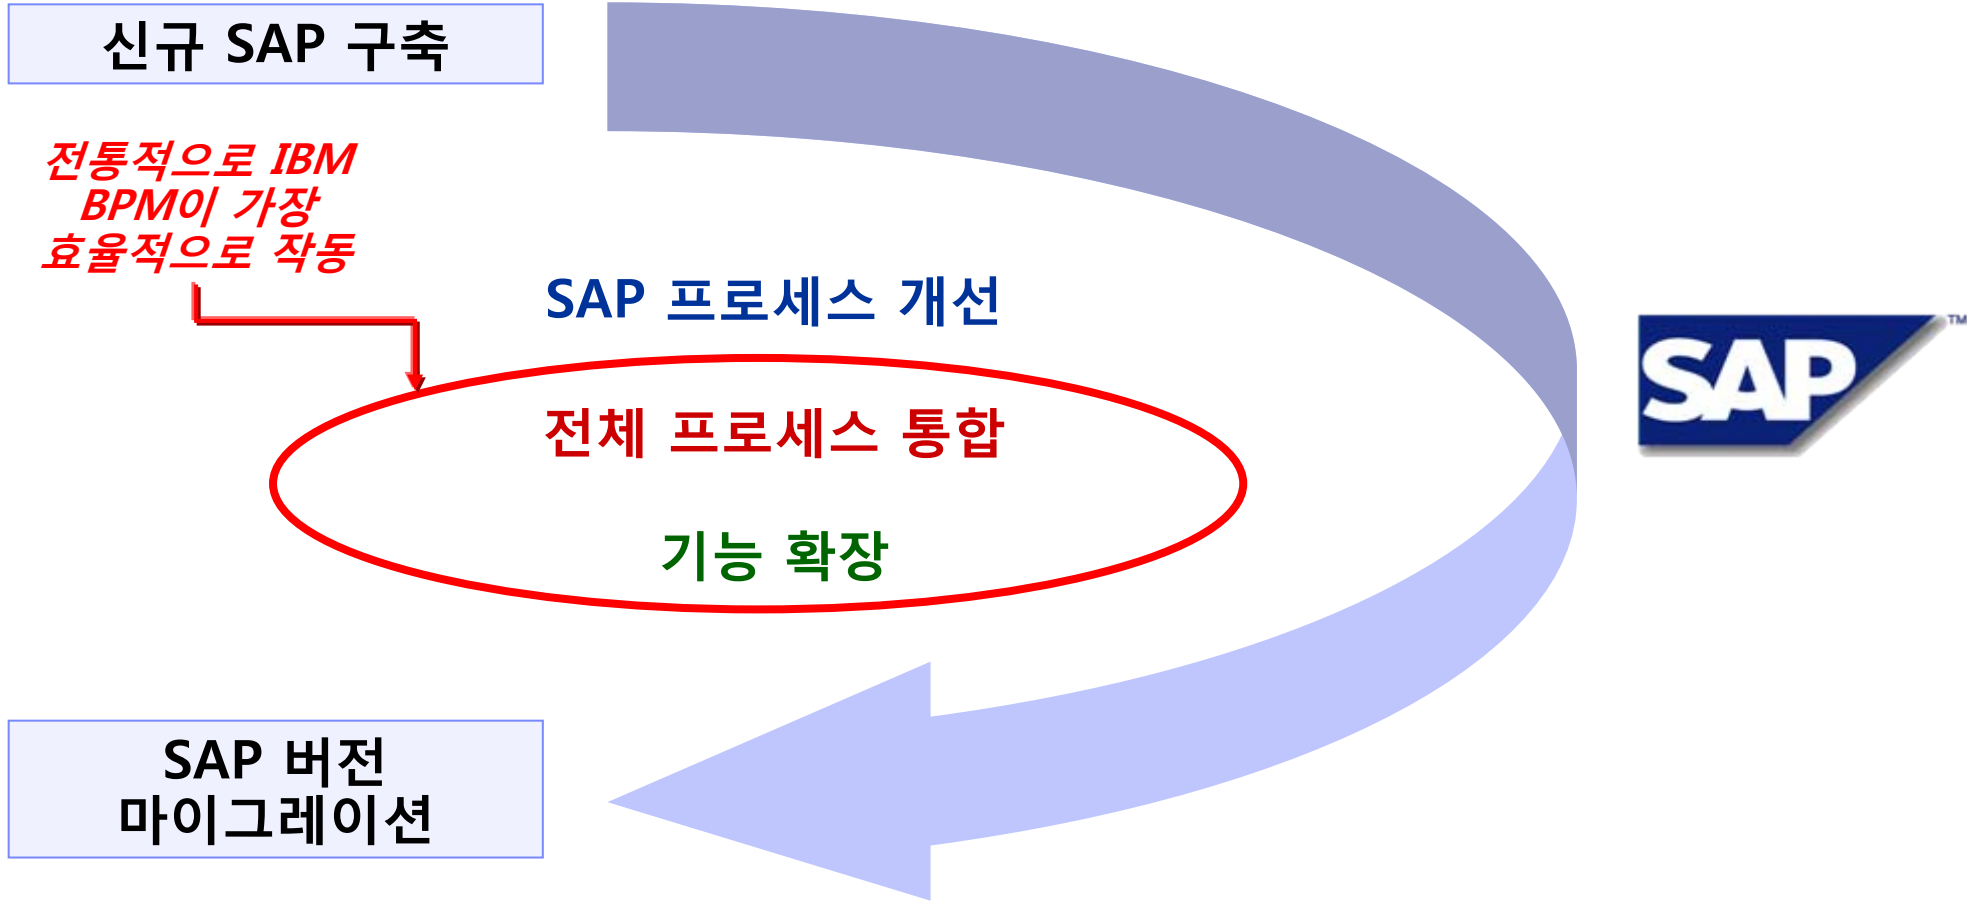 신규 SAP 구축
전통적으로 IBM
BPM이 가장
효율적으로 작동
SAP 프로세스 개선
전체 프로세스 통합
기능 확장
SAP™
SAP 버전
마이그레이션